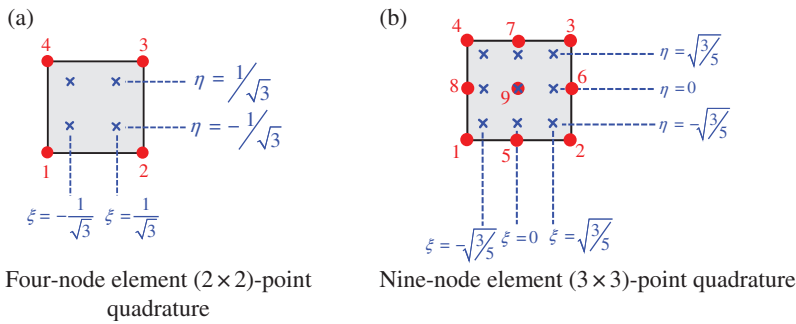 (a)
4
3
η = 1/√3
η = −1/√3
1
2
ξ = −1/√3
ξ = 1/√3
Four-node element (2 × 2)-point
quadrature
(b)
4
7
3
η = √3/5
8
9
6
η = 0
η = −√3/5
1
5
2
ξ = −√3/5
ξ = 0
ξ = √3/5
Nine-node element (3 × 3)-point quadrature